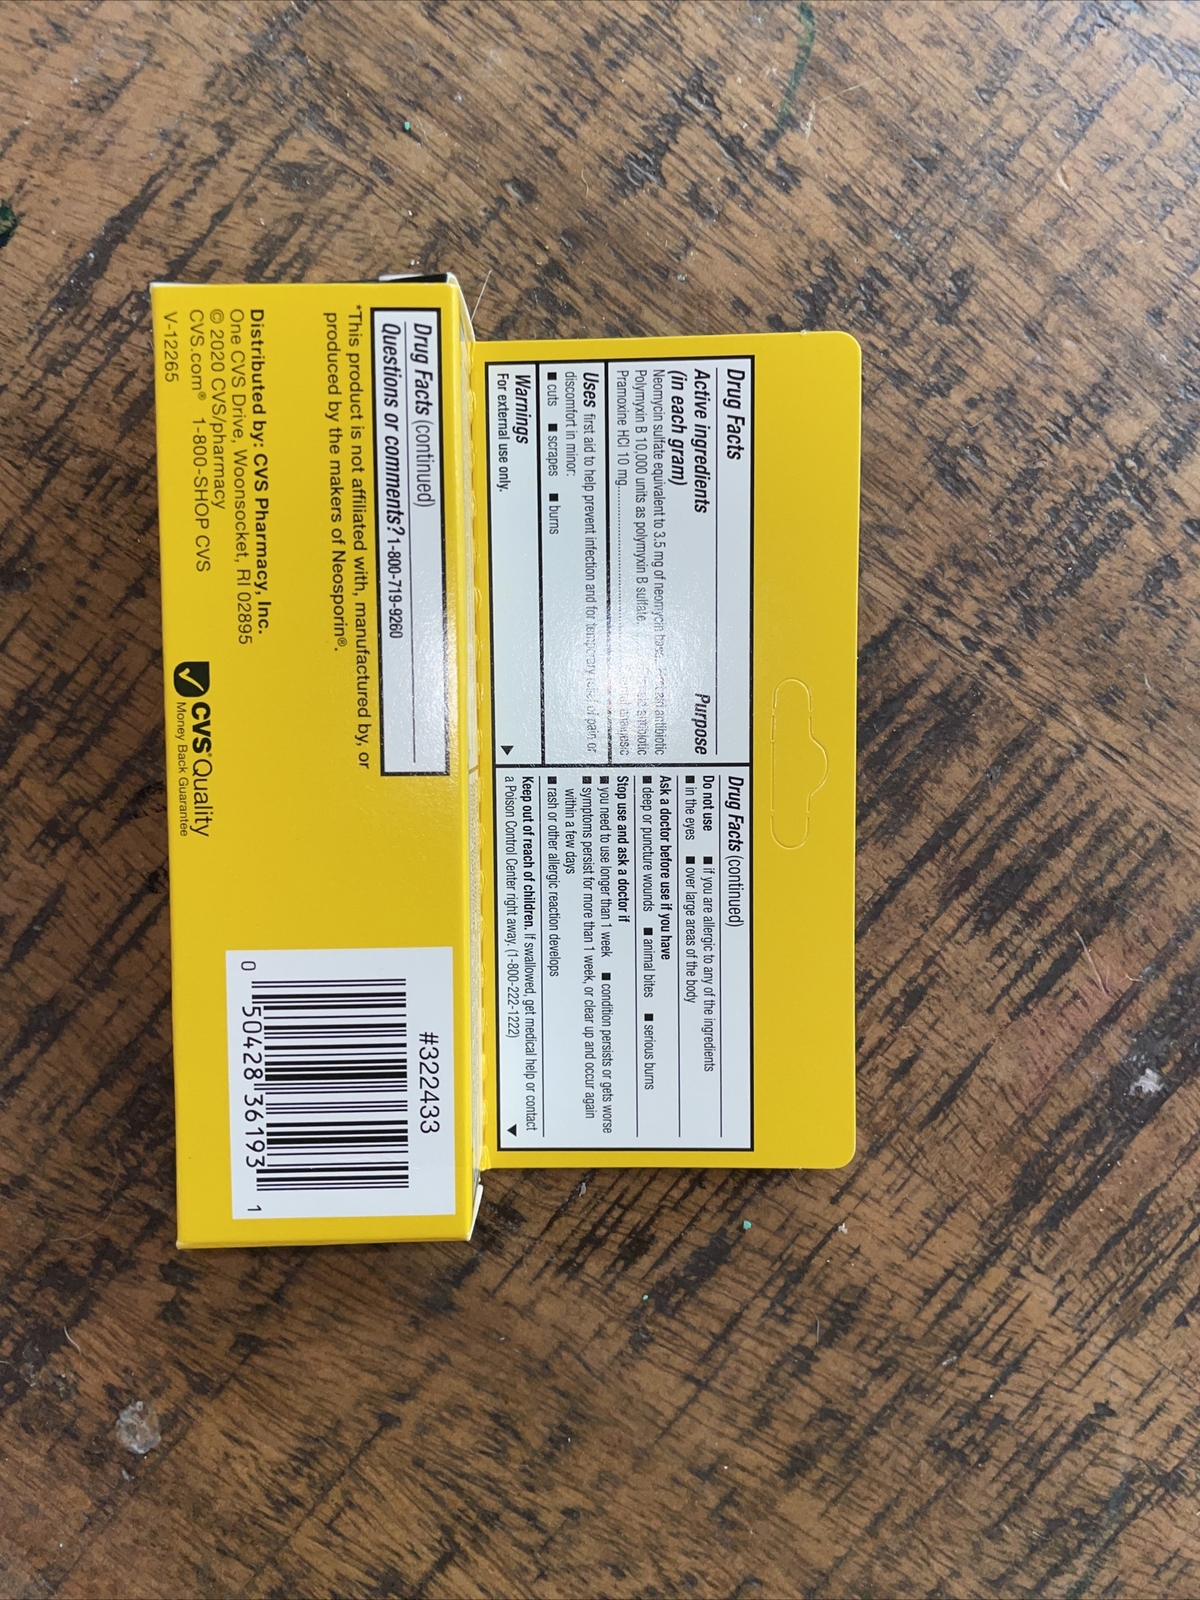 Drug Facts
Active ingredients
(in each gram) Purpose
Neomycin sulfate equivalent to 3.5 mg of neomycin base antibiotic
Polymyxin B 10,000 units as polymyxin B sulfate. antibiotic
Pramoxine HCl 10 mg analgesic
Uses first aid to help prevent infection and for temporary relief of pain or
discomfort in minor:
■ cuts ■ scrapes ■ burns
Warnings
For external use only.
Drug Facts (continued)
Do not use ■ if you are allergic to any of the ingredients
■ in the eyes ■ over large areas of the body
Ask a doctor before use if you have
■ deep or puncture wounds ■ animal bites ■ serious burns
Stop use and ask a doctor if
■ you need to use longer than 1 week ■ condition persists or gets worse
■ symptoms persist for more than 1 week, or clear up and occur again
within a few days
■ rash or other allergic reaction develops
Keep out of reach of children. If swallowed, get medical help or contact
a Poison Control Center right away. (1-800-222-1222)
Drug Facts (continued)
Questions or comments? 1-800-719-9260
*This product is not affiliated with, manufactured by, or
produced by the makers of Neosporin®.
Distributed by: CVS Pharmacy, Inc.
One CVS Drive, Woonsocket, RI 02895
© 2020 CVS/pharmacy
CVS.com® 1-800-SHOP CVS
V-12265
CVS Quality
Money Back Guarantee
#322433
0 50428 36193 1